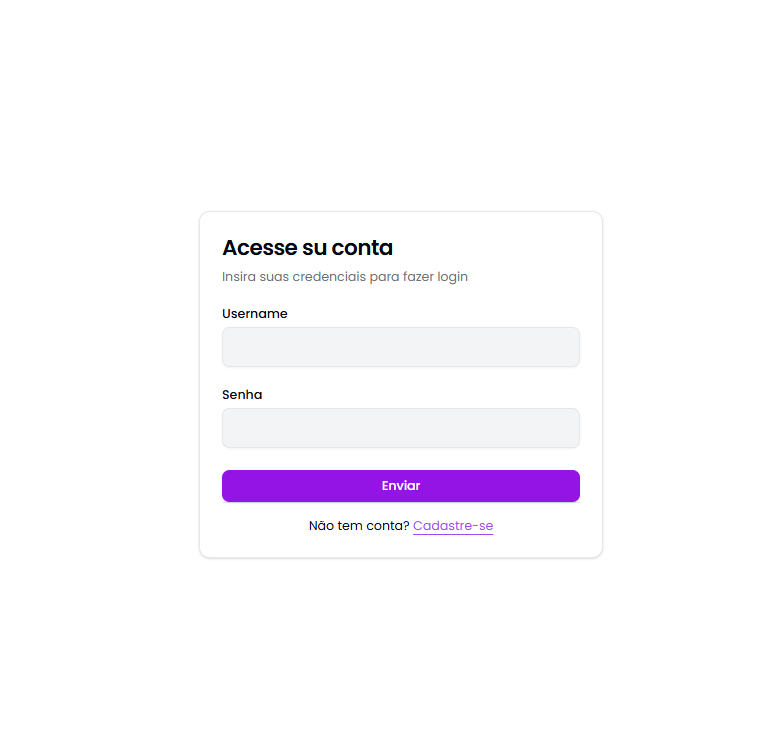 Acesse su conta
Insira suas credenciais para fazer login
Username
Senha
Enviar
Não tem conta? Cadastre-se